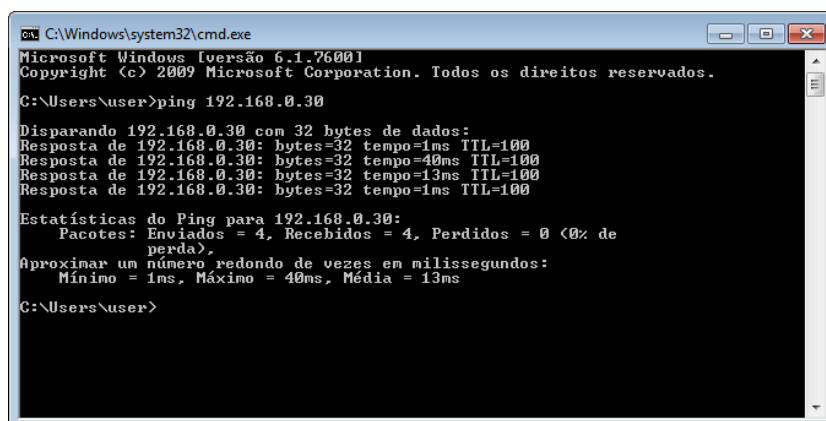 C:\Windows\system32\cmd.exe
Microsoft Windows [versão 6.1.7600]
Copyright (c) 2009 Microsoft Corporation. Todos os direitos reservados.
C:\Users\user>ping 192.168.0.30
Disparando 192.168.0.30 com 32 bytes de dados:
Resposta de 192.168.0.30: bytes=32 tempo=1ms TTL=100
Resposta de 192.168.0.30: bytes=32 tempo=40ms TTL=100
Resposta de 192.168.0.30: bytes=32 tempo=13ms TTL=100
Resposta de 192.168.0.30: bytes=32 tempo=1ms TTL=100
Estatísticas do Ping para 192.168.0.30:
Pacotes: Enviados = 4, Recebidos = 4, Perdidos = 0 (0% de
perda),
Aproximar um número redondo de vezes em milissegundos:
Mínimo = 1ms, Máximo = 40ms, Média = 13ms
C:\Users\user>